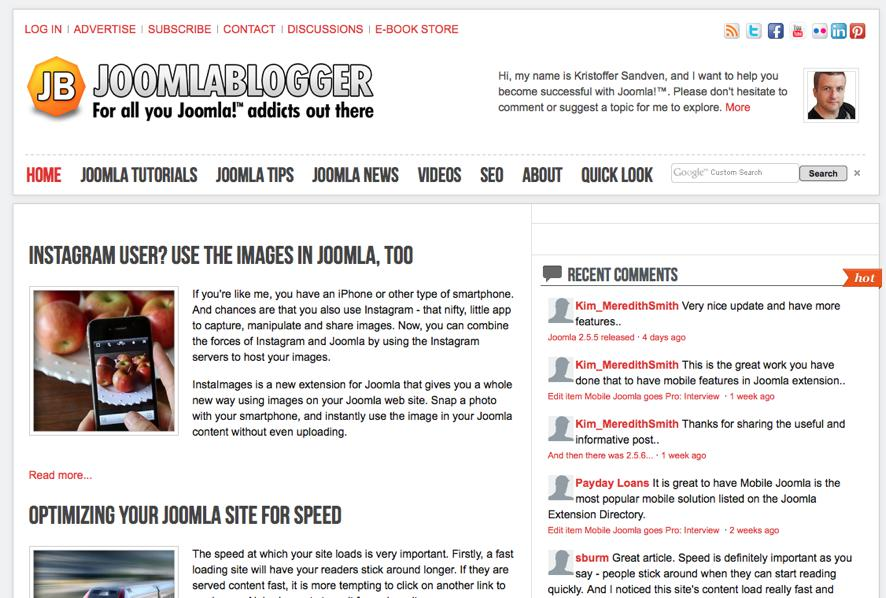 LOG IN | ADVERTISE | SUBSCRIBE | CONTACT | DISCUSSIONS | E-BOOK STORE
JB JOOMLABLOGGER
For all you Joomla!™ addicts out there
Hi, my name is Kristoffer Sandven, and I want to help you
become successful with Joomla!™. Please don't hesitate to
comment or suggest a topic for me to explore. More
HOME JOOMLA TUTORIALS JOOMLA TIPS JOOMLA NEWS VIDEOS SEO ABOUT QUICK LOOK Google™ Custom Search Search ×
INSTAGRAM USER? USE THE IMAGES IN JOOMLA, TOO
If you're like me, you have an iPhone or other type of smartphone.
And chances are that you also use Instagram - that nifty, little app
to capture, manipulate and share images. Now, you can combine
the forces of Instagram and Joomla by using the Instagram
servers to host your images.
InstaImages is a new extension for Joomla that gives you a whole
new way using images on your Joomla web site. Snap a photo
with your smartphone, and instantly use the image in your Joomla
content without even uploading.
Read more...
OPTIMIZING YOUR JOOMLA SITE FOR SPEED
The speed at which your site loads is very important. Firstly, a fast
loading site will have your readers stick around longer. If they are
served content fast, it is more tempting to click on another link to
RECENT COMMENTS
hot
Kim_MeredithSmith Very nice update and have more
features..
Joomla 2.5.5 released · 4 days ago
Kim_MeredithSmith This is the great work you have
done that to have mobile features in Joomla extension..
Edit item Mobile Joomla goes Pro: Interview · 1 week ago
Kim_MeredithSmith Thanks for sharing the useful and
informative post..
And then there was 2.5.6... · 1 week ago
Payday Loans It is great to have Mobile Joomla is the
most popular mobile solution listed on the Joomla
Extension Directory.
Edit item Mobile Joomla goes Pro: Interview · 2 weeks ago
sburm Great article. Speed is definitely important as you
say - people stick around when they can start reading
quickly. And I noticed this site's content load really fast and